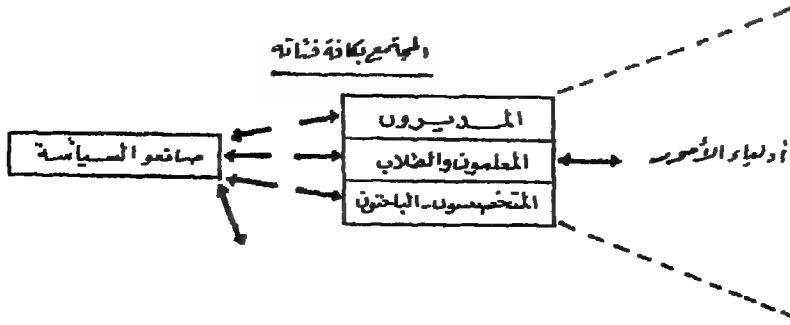 المجتمع بكافة فئاته
المديرون
المعلمون والطلاب
المتخصصون - الباحثون
صانعو السياسة
أولياء الأمور